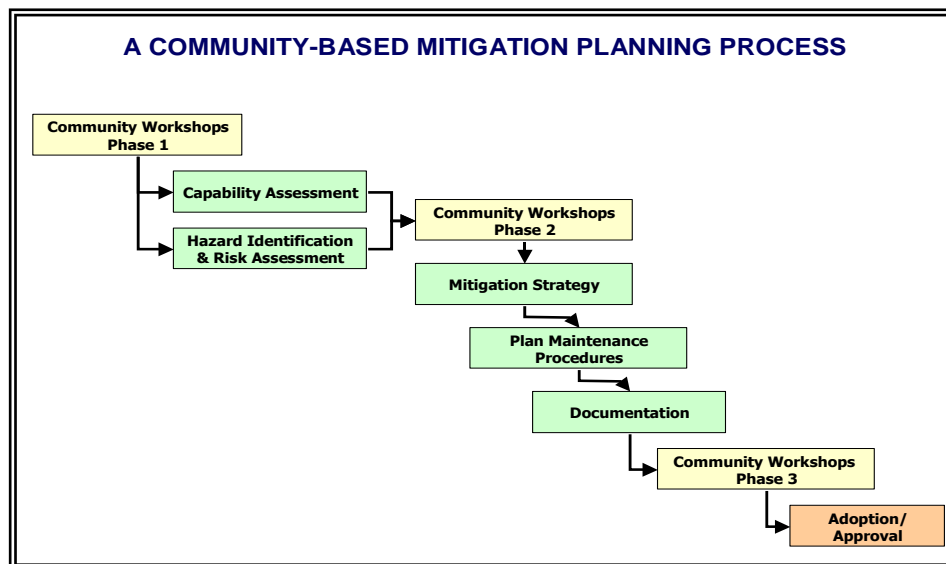 A COMMUNITY-BASED MITIGATION PLANNING PROCESS
Community Workshops
Phase 1
Capability Assessment
Hazard Identification
& Risk Assessment
Community Workshops
Phase 2
Mitigation Strategy
Plan Maintenance
Procedures
Documentation
Community Workshops
Phase 3
Adoption/
Approval